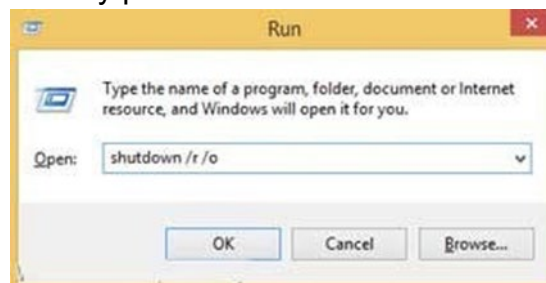 Run
Type the name of a program, folder, document or Internet
resource, and Windows will open it for you.
Open: shutdown /r /o
OK Cancel Browse...